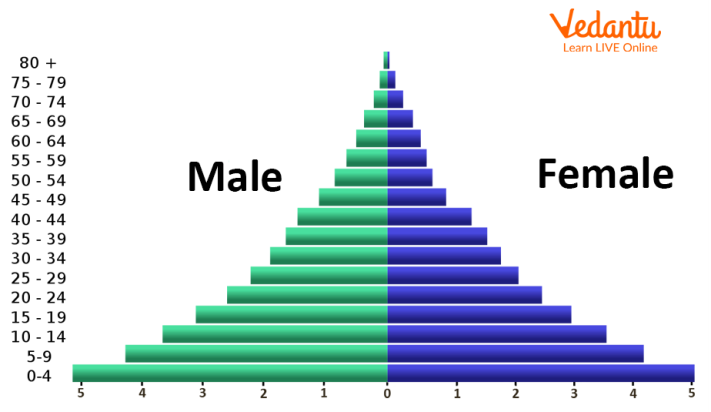 Vedantu
Learn LIVE Online
80 +
75 - 79
70 - 74
65 - 69
60 - 64
55 - 59
50 - 54
45 - 49
40 - 44
35 - 39
30 - 34
25 - 29
20 - 24
15 - 19
10 - 14
5-9
0-4
Male
Female
5 4 3 2 1 0 1 2 3 4 5